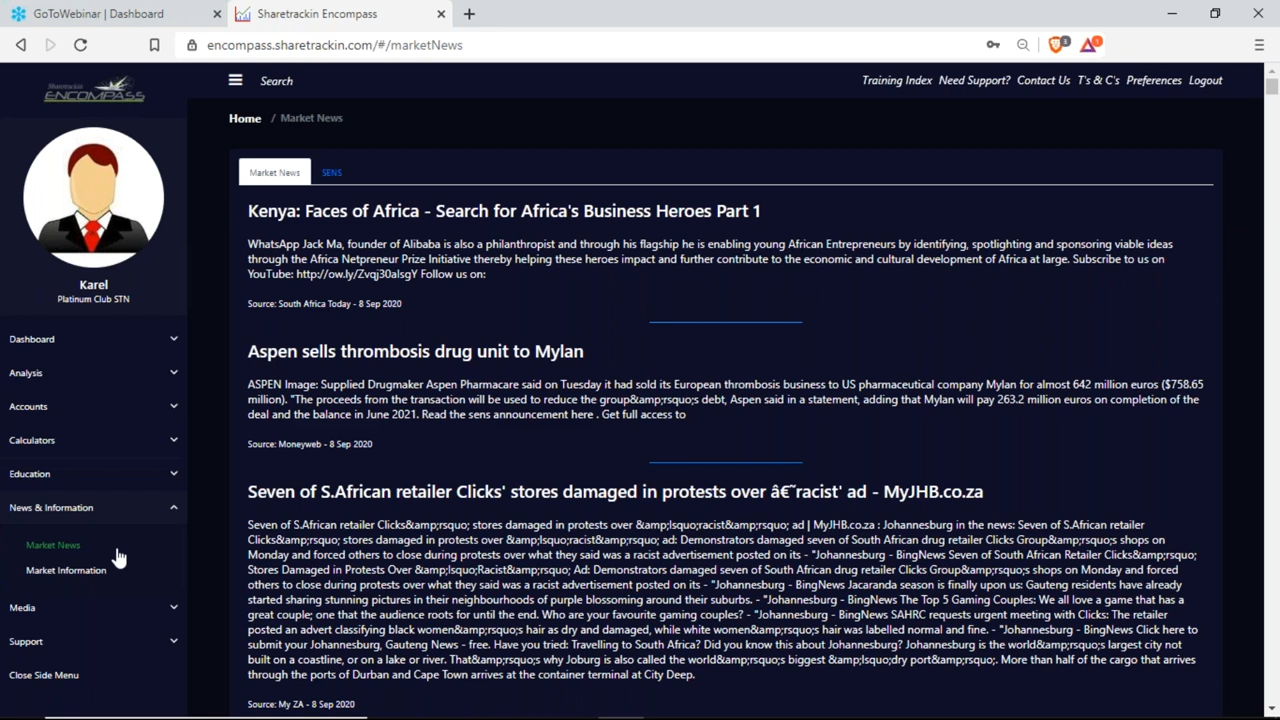 GoToWebinar | Dashboard
Sharetrackin Encompass
encompass.sharetrackin.com/#/marketNews
Sharetrackin
ENCOMPASS
Search
Training Index Need Support? Contact Us T's & C's Preferences Logout
Home / Market News
Market News SENS
Karel
Platinum Club STN
Dashboard
Analysis
Accounts
Calculators
Education
News & Information
Market News
Market Information
Media
Support
Close Side Menu
Kenya: Faces of Africa - Search for Africa's Business Heroes Part 1
WhatsApp Jack Ma, founder of Alibaba is also a philanthropist and through his flagship he is enabling young African Entrepreneurs by identifying, spotlighting and sponsoring viable ideas
through the Africa Netpreneur Prize Initiative thereby helping these heroes impact and further contribute to the economic and cultural development of Africa at large. Subscribe to us on
YouTube: http://ow.ly/Zvqj30alsgY Follow us on:
Source: South Africa Today - 8 Sep 2020
Aspen sells thrombosis drug unit to Mylan
ASPEN Image: Supplied Drugmaker Aspen Pharmacare said on Tuesday it had sold its European thrombosis business to US pharmaceutical company Mylan for almost 642 million euros ($758.65
million). "The proceeds from the transaction will be used to reduce the group&amp;rsquo;s debt, Aspen said in a statement, adding that Mylan will pay 263.2 million euros on completion of the
deal and the balance in June 2021. Read the sens announcement here . Get full access to
Source: Moneyweb - 8 Sep 2020
Seven of S.African retailer Clicks' stores damaged in protests over â€˜racist' ad - MyJHB.co.za
Seven of S.African retailer Clicks&amp;rsquo; stores damaged in protests over &amp;lsquo;racist&amp;rsquo; ad | MyJHB.co.za : Johannesburg in the news: Seven of S.African retailer
Clicks&amp;rsquo; stores damaged in protests over &amp;lsquo;racist&amp;rsquo; ad: Demonstrators damaged seven of South African drug retailer Clicks Group&amp;rsquo;s shops on
Monday and forced others to close during protests over what they said was a racist advertisement posted on its - "Johannesburg - BingNews Seven of South African Retailer Clicks&amp;rsquo;
Stores Damaged in Protests Over &amp;lsquo;Racist&amp;rsquo; Ad: Demonstrators damaged seven of South African drug retailer Clicks Group&amp;rsquo;s shops on Monday and forced
others to close during protests over what they said was a racist advertisement posted on its - "Johannesburg - BingNews Jacaranda season is finally upon us: Gauteng residents have already
started sharing stunning pictures in their neighbourhoods of purple blossoming around their suburbs. - "Johannesburg - BingNews The Top 5 Gaming Couples: We all love a game that has a
great couple; one that the audience roots for until the end. Who are your favourite gaming couples? - "Johannesburg - BingNews SAHRC requests urgent meeting with Clicks: The retailer
posted an advert classifying black women&amp;rsquo;s hair as dry and damaged, while white women&amp;rsquo;s hair was labelled normal and fine. - "Johannesburg - BingNews Click here to
submit your Johannesburg, Gauteng News - free. Have you tried: Travelling to South Africa? Did you know this about Johannesburg? Johannesburg is the world&amp;rsquo;s largest city not
built on a coastline, or on a lake or river. That&amp;rsquo;s why Joburg is also called the world&amp;rsquo;s biggest &amp;lsquo;dry port&amp;rsquo;. More than half of the cargo that arrives
through the ports of Durban and Cape Town arrives at the container terminal at City Deep.
Source: My ZA - 8 Sep 2020